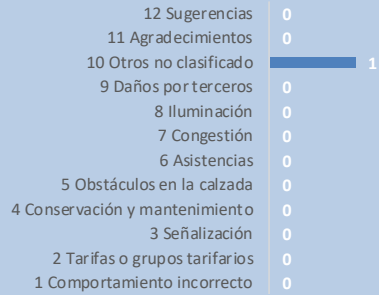 12 Sugerencias 0
11 Agradecimientos 0
10 Otros no clasificado 1
9 Daños por terceros 0
8 Iluminación 0
7 Congestión 0
6 Asistencias 0
5 Obstáculos en la calzada 0
4 Conservación y mantenimiento 0
3 Señalización 0
2 Tarifas o grupos tarifarios 0
1 Comportamiento incorrecto 0